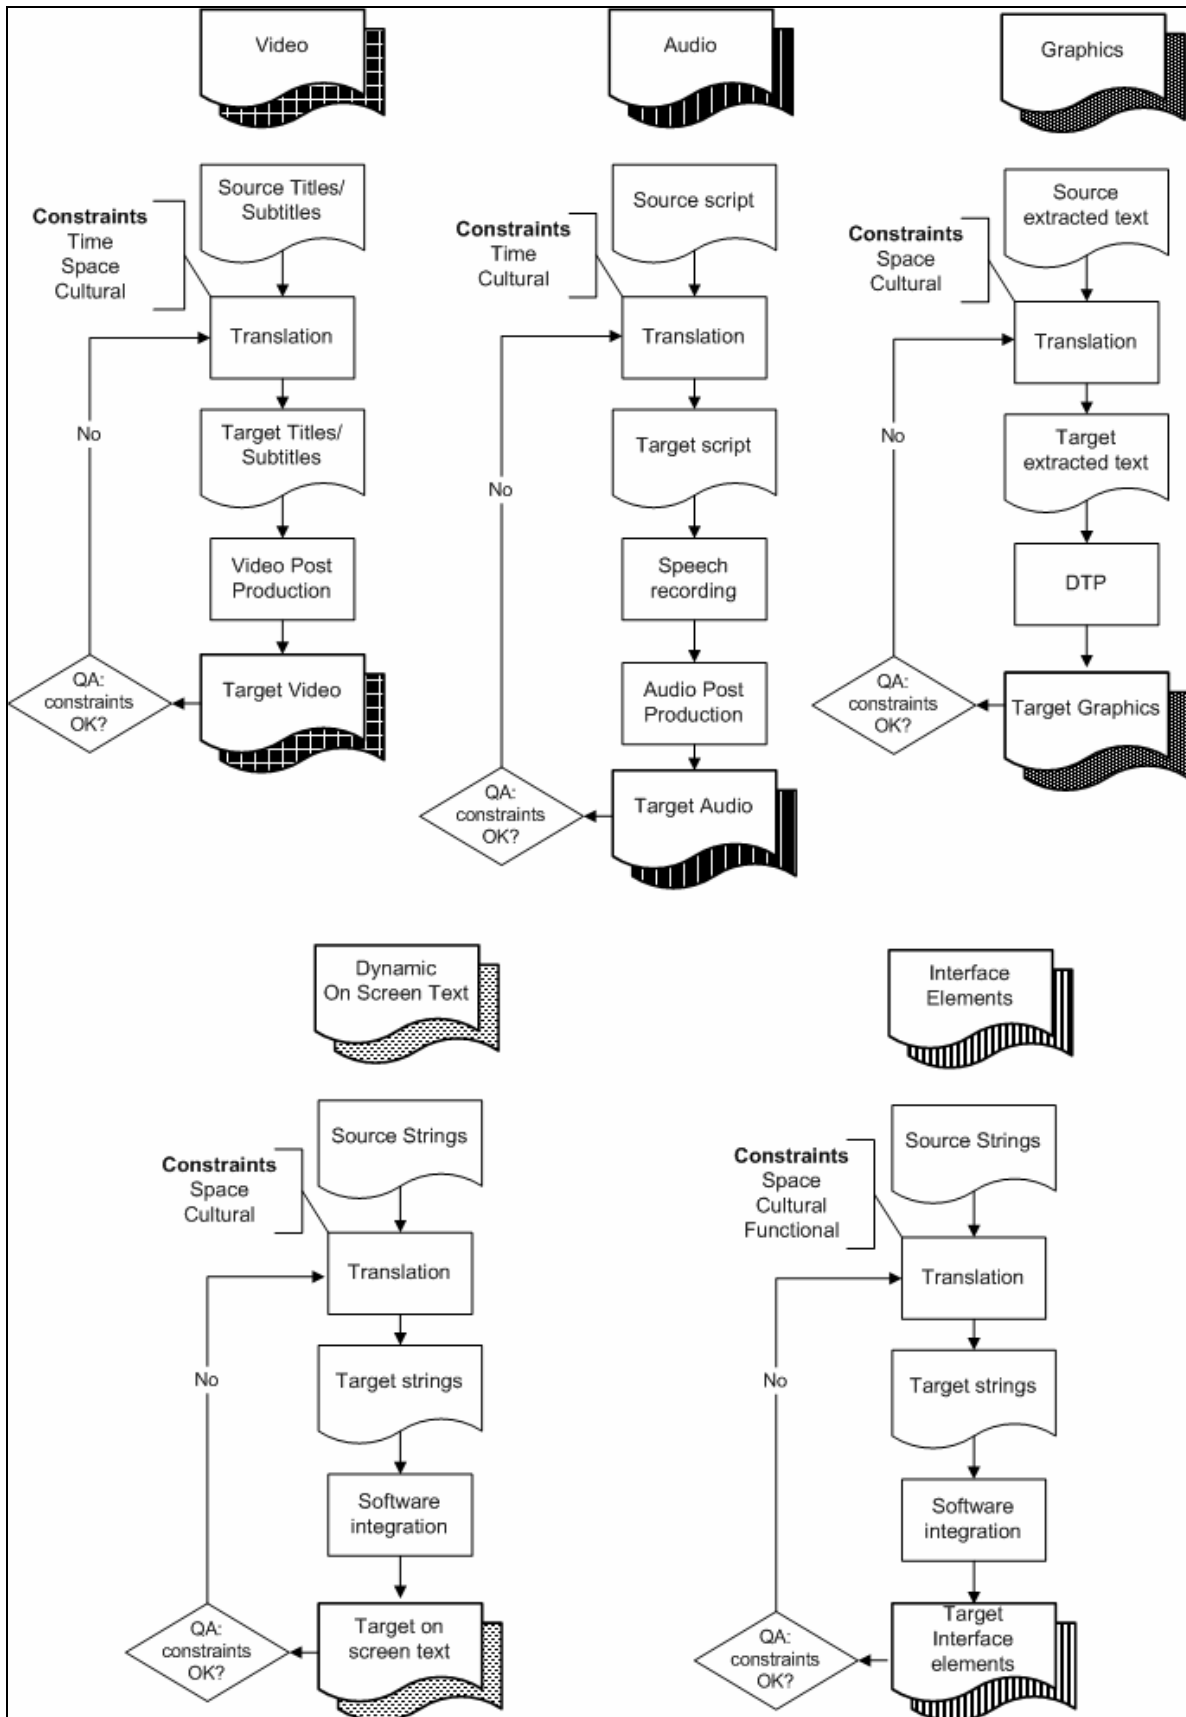 Video
Source Titles/
Subtitles
Constraints
Time
Space
Cultural
Translation
No
Target Titles/
Subtitles
Video Post
Production
QA:
constraints
OK?
Target Video
Audio
Source script
Constraints
Time
Cultural
Translation
No
Target script
Speech
recording
Audio Post
Production
QA:
constraints
OK?
Target Audio
Graphics
Source
extracted text
Constraints
Space
Cultural
Translation
No
Target
extracted text
DTP
QA:
constraints
OK?
Target Graphics
Dynamic
On Screen Text
Source Strings
Constraints
Space
Cultural
Translation
No
Target strings
Software
integration
QA:
constraints
OK?
Target on
screen text
Interface
Elements
Source Strings
Constraints
Space
Cultural
Functional
Translation
No
Target strings
Software
integration
QA:
constraints
OK?
Target
Interface
elements